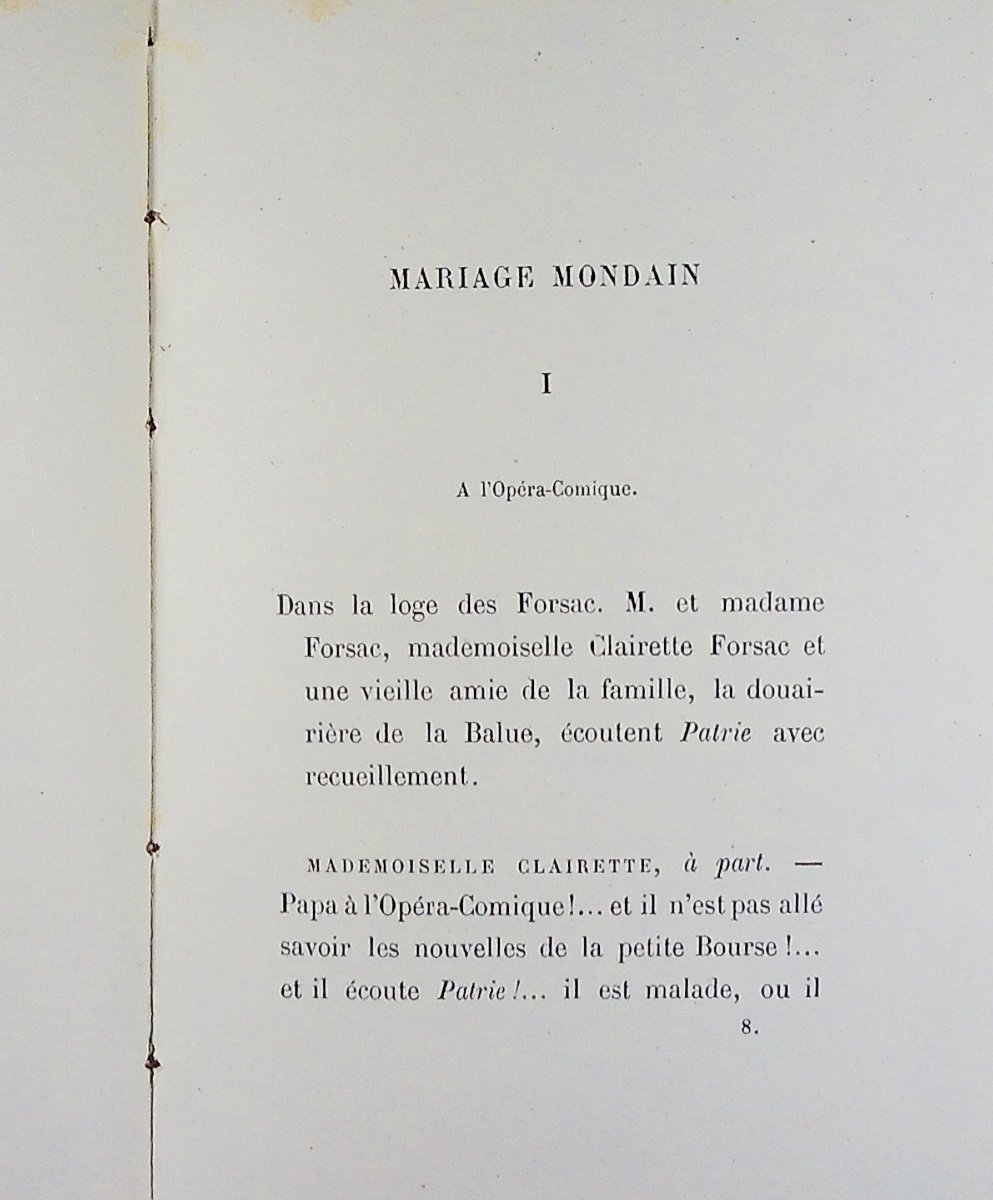 MARIAGE MONDAIN
I
A l'Opéra-Comique.
Dans la loge des Forsac. M. et madame
Forsac, mademoiselle Clairette Forsac et
une vieille amie de la famille, la douai-
rière de la Balue, écoutent Patrie avec
recueillement.
MADEMOISELLE CLAIRETTE, à part. —
Papa à l'Opéra-Comique!... et il n'est pas allé
savoir les nouvelles de la petite Bourse!...
et il écoute Patrie!... il est malade, ou il
8.